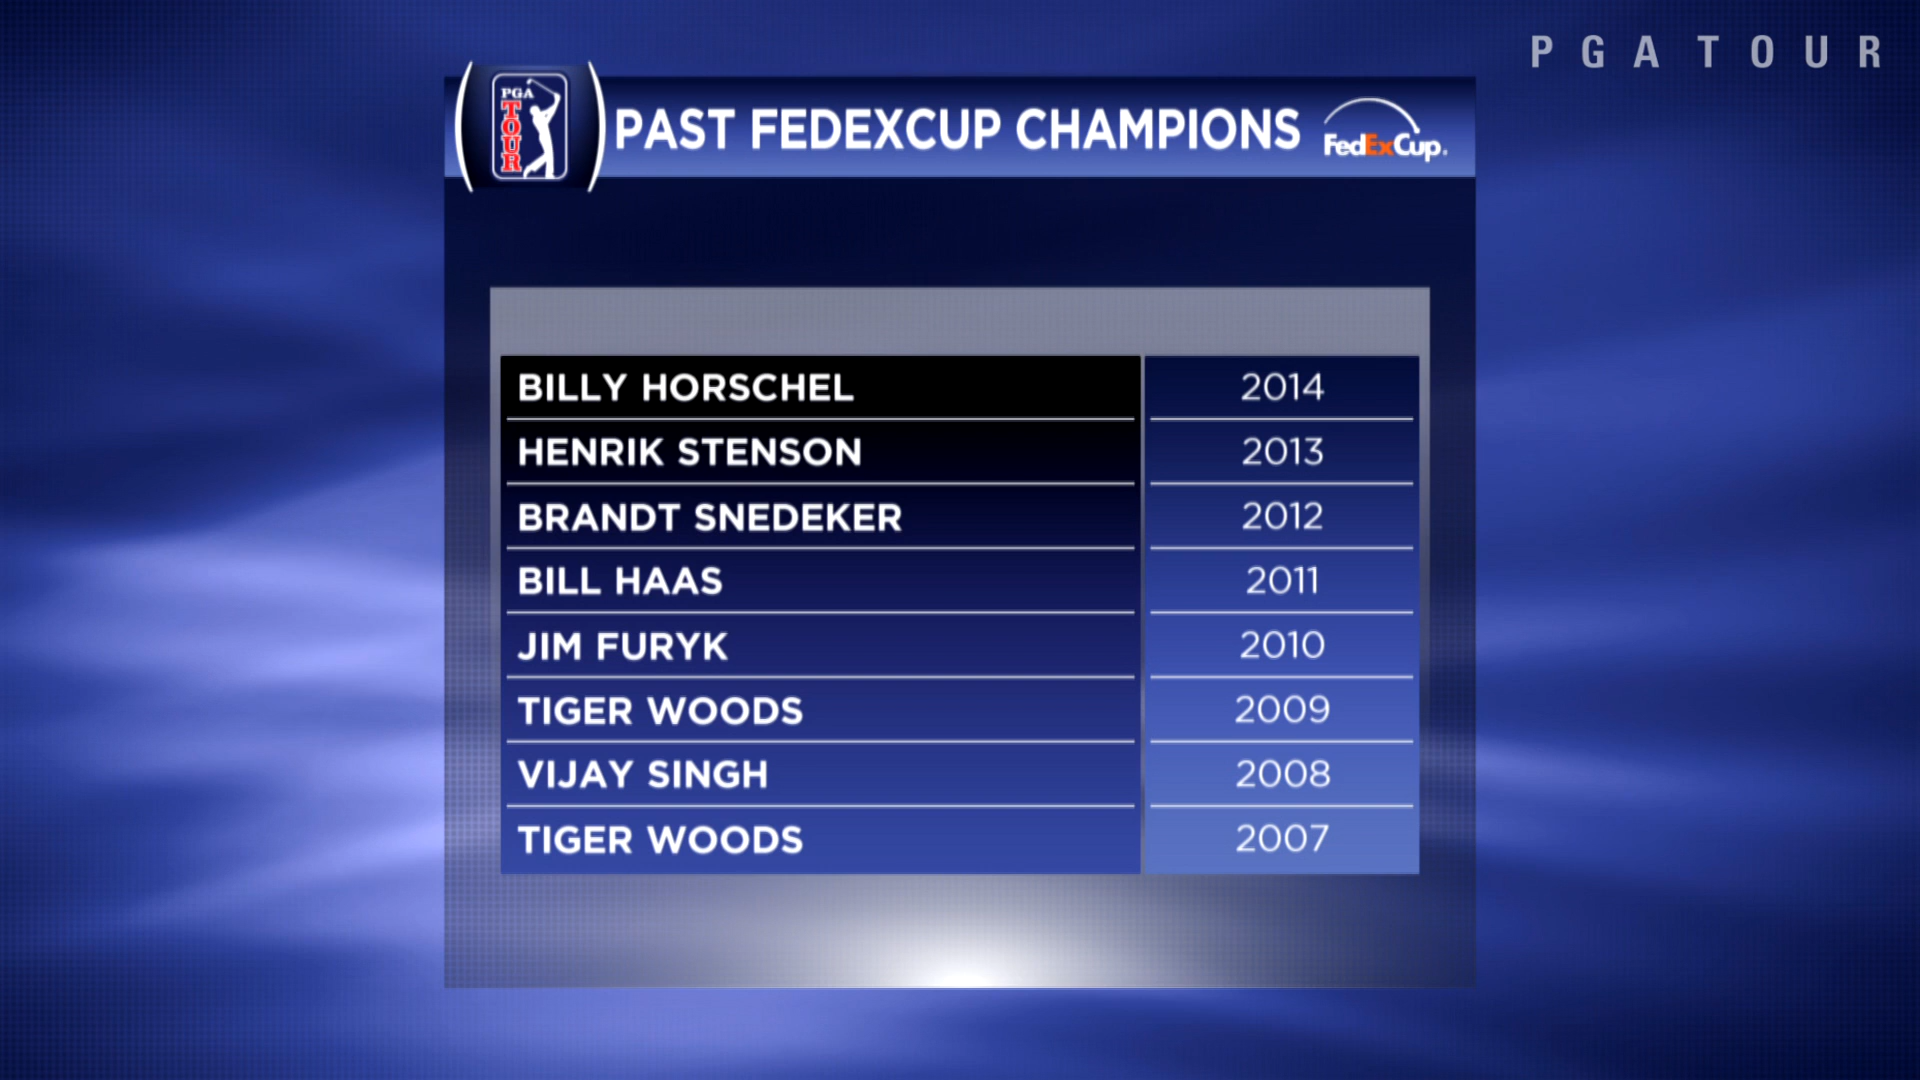 PGA TOUR
PGA
TOUR
PAST FEDEXCUP CHAMPIONS
FedExCup.
BILLY HORSCHEL 2014
HENRIK STENSON 2013
BRANDT SNEDEKER 2012
BILL HAAS 2011
JIM FURYK 2010
TIGER WOODS 2009
VIJAY SINGH 2008
TIGER WOODS 2007